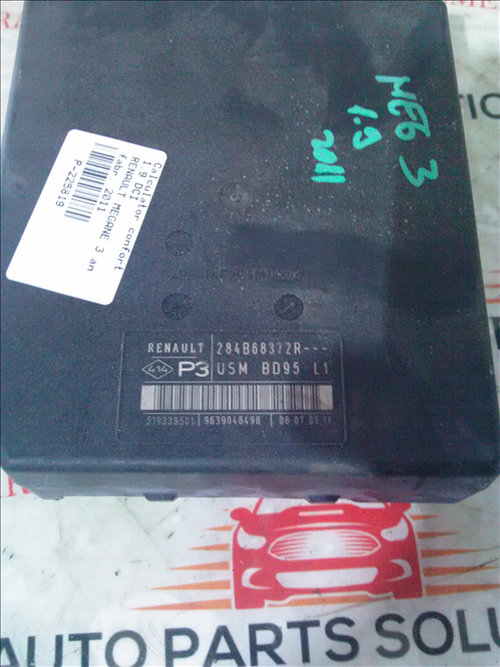 MEG 3
1.9
2011
Calculator confort
1.9 DCI
RENAULT MEGANE 3 an
fabr. 2011
P-225819
RENAULT 284B68372R---
414 P3 USM BD95 L1
519339501 9639048498 08 07 07 11
AUTO PARTS SOLU